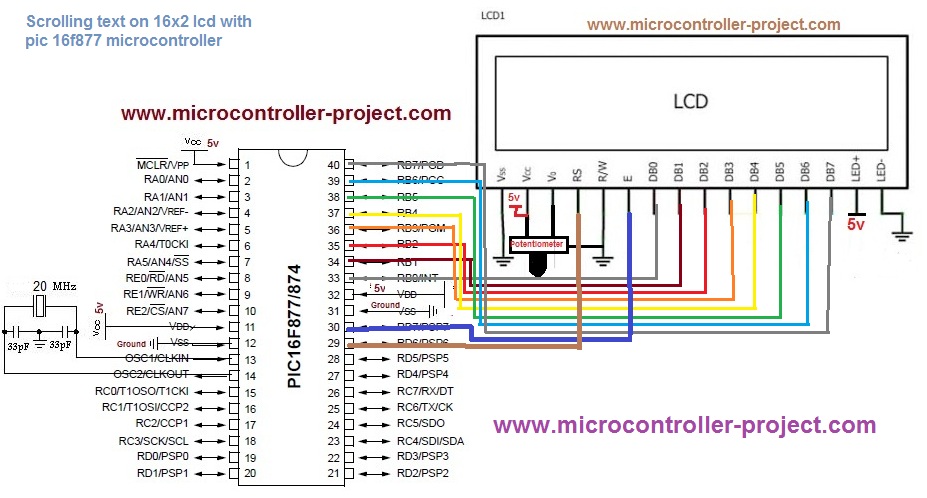 Scrolling text on 16x2 lcd with
pic 16f877 microcontroller
LCD1
www.microcontroller-project.com
www.microcontroller-project.com
LCD
Vss
Vcc
V0
RS
R/W
E
DB0
DB1
DB2
DB3
DB4
DB5
DB6
DB7
LED+
LED-
5v
Potentiometer
5v
Vcc 5v
MCLR/VPP 1
RA0/AN0 2
RA1/AN1 3
RA2/AN2/VREF- 4
RA3/AN3/VREF+ 5
RA4/T0CKI 6
RA5/AN4/SS 7
RE0/RD/AN5 8
RE1/WR/AN6 9
RE2/CS/AN7 10
VDD 11
VSS 12
OSC1/CLKIN 13
OSC2/CLKOUT 14
RC0/T1OSO/T1CKI 15
RC1/T1OSI/CCP2 16
RC2/CCP1 17
RC3/SCK/SCL 18
RD0/PSP0 19
RD1/PSP1 20
20 MHz
33pF
33pF
Vcc 5v
Ground
PIC16F877/874
40 RB7/PGD
39 RB6/PGC
38 RB5
37 RB4
36 RB3/PGM
35 RB2
34 RB1
33 RB0/INT
32 VDD
31 VSS
30 RD7/PSP7
29 RD6/PSP6
28 RD5/PSP5
27 RD4/PSP4
26 RC7/RX/DT
25 RC6/TX/CK
24 RC5/SDO
23 RC4/SDI/SDA
22 RD3/PSP3
21 RD2/PSP2
5v
Ground
www.microcontroller-project.com